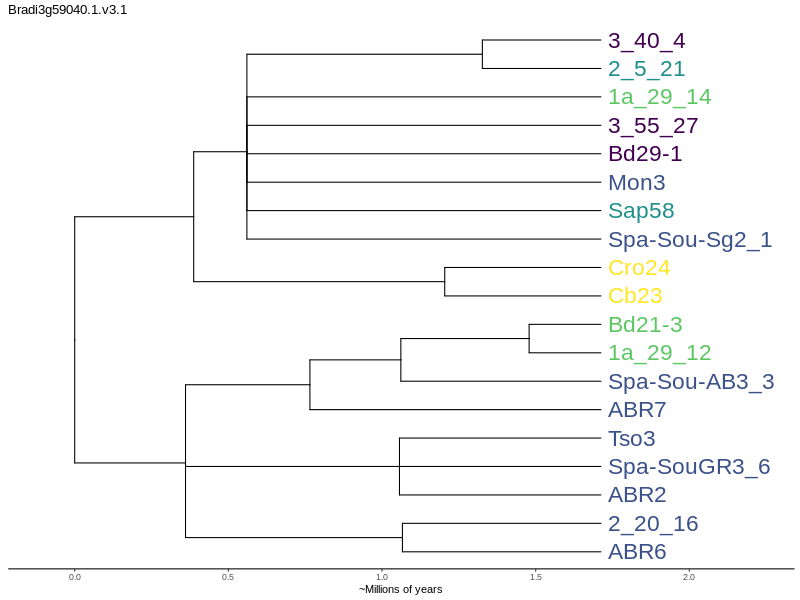 Bradi3g59040.1.v3.1
3_40_4
2_5_21
1a_29_14
3_55_27
Bd29-1
Mon3
Sap58
Spa-Sou-Sg2_1
Cro24
Cb23
Bd21-3
1a_29_12
Spa-Sou-AB3_3
ABR7
Tso3
Spa-SouGR3_6
ABR2
2_20_16
ABR6
0.0 0.5 1.0 1.5 2.0
~Millions of years